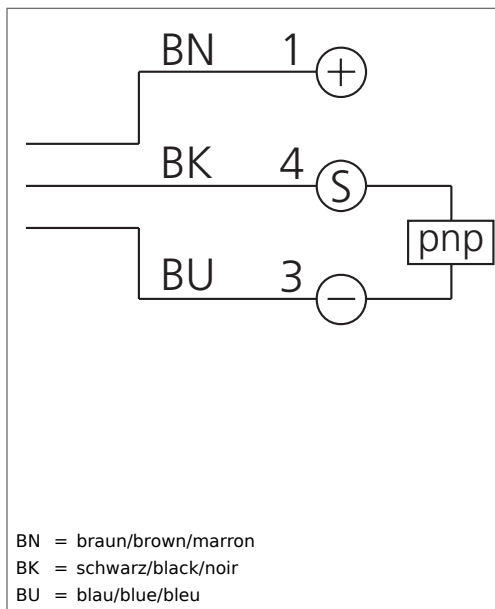 BN 1 +
BK 4 S
pnp
BU 3 −
BN = braun/brown/marron
BK = schwarz/black/noir
BU = blau/blue/bleu